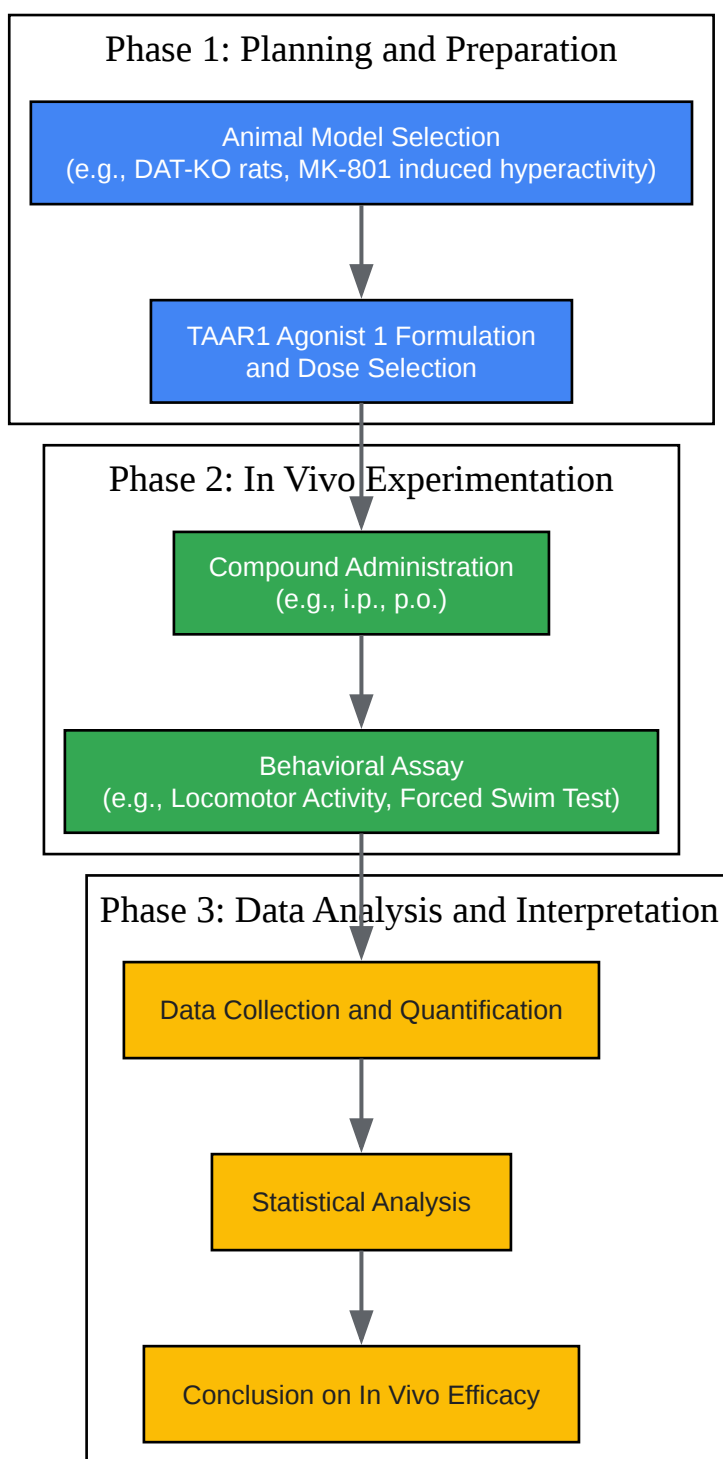 Phase 1: Planning and Preparation
Animal Model Selection
(e.g., DAT-KO rats, MK-801 induced hyperactivity)
TAAR1 Agonist 1 Formulation
and Dose Selection
Phase 2: In Vivo Experimentation
Compound Administration
(e.g., i.p., p.o.)
Behavioral Assay
(e.g., Locomotor Activity, Forced Swim Test)
Phase 3: Data Analysis and Interpretation
Data Collection and Quantification
Statistical Analysis
Conclusion on In Vivo Efficacy